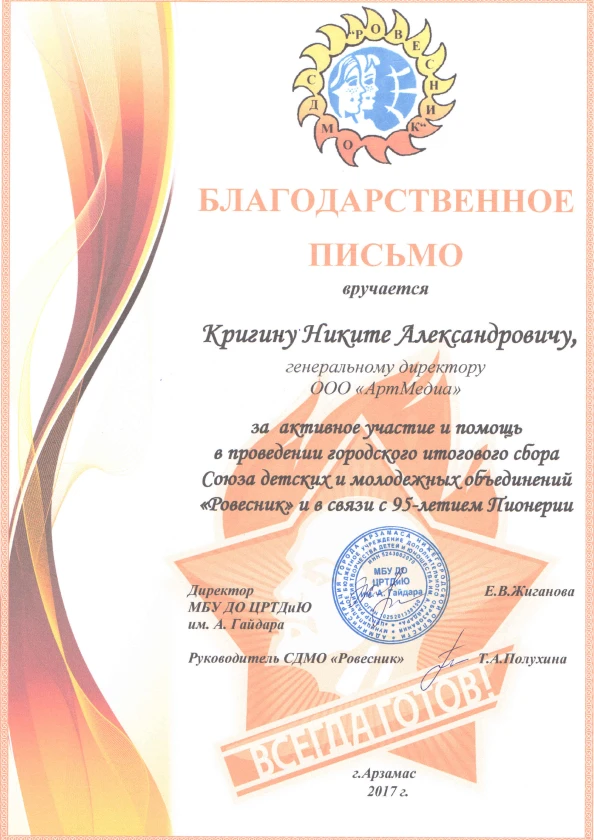 СДМО "РОВЕСНИК"
БЛАГОДАРСТВЕННОЕ
ПИСЬМО
вручается
Кригину Никите Александровичу,
генеральному директору
ООО «АртМедиа»
за активное участие и помощь
в проведении городского итогового сбора
Союза детских и молодежных объединений
«Ровесник» и в связи с 95-летием Пионерии
МБУ ДО
ЦРТДиЮ
им. А. Гайдара
Директор
МБУ ДО ЦРТДиЮ
им. А. Гайдара
Е.В.Жиганова
Руководитель СДМО «Ровесник»
Т.А.Полухина
ВСЕГДА ГОТОВ!
г.Арзамас
2017 г.